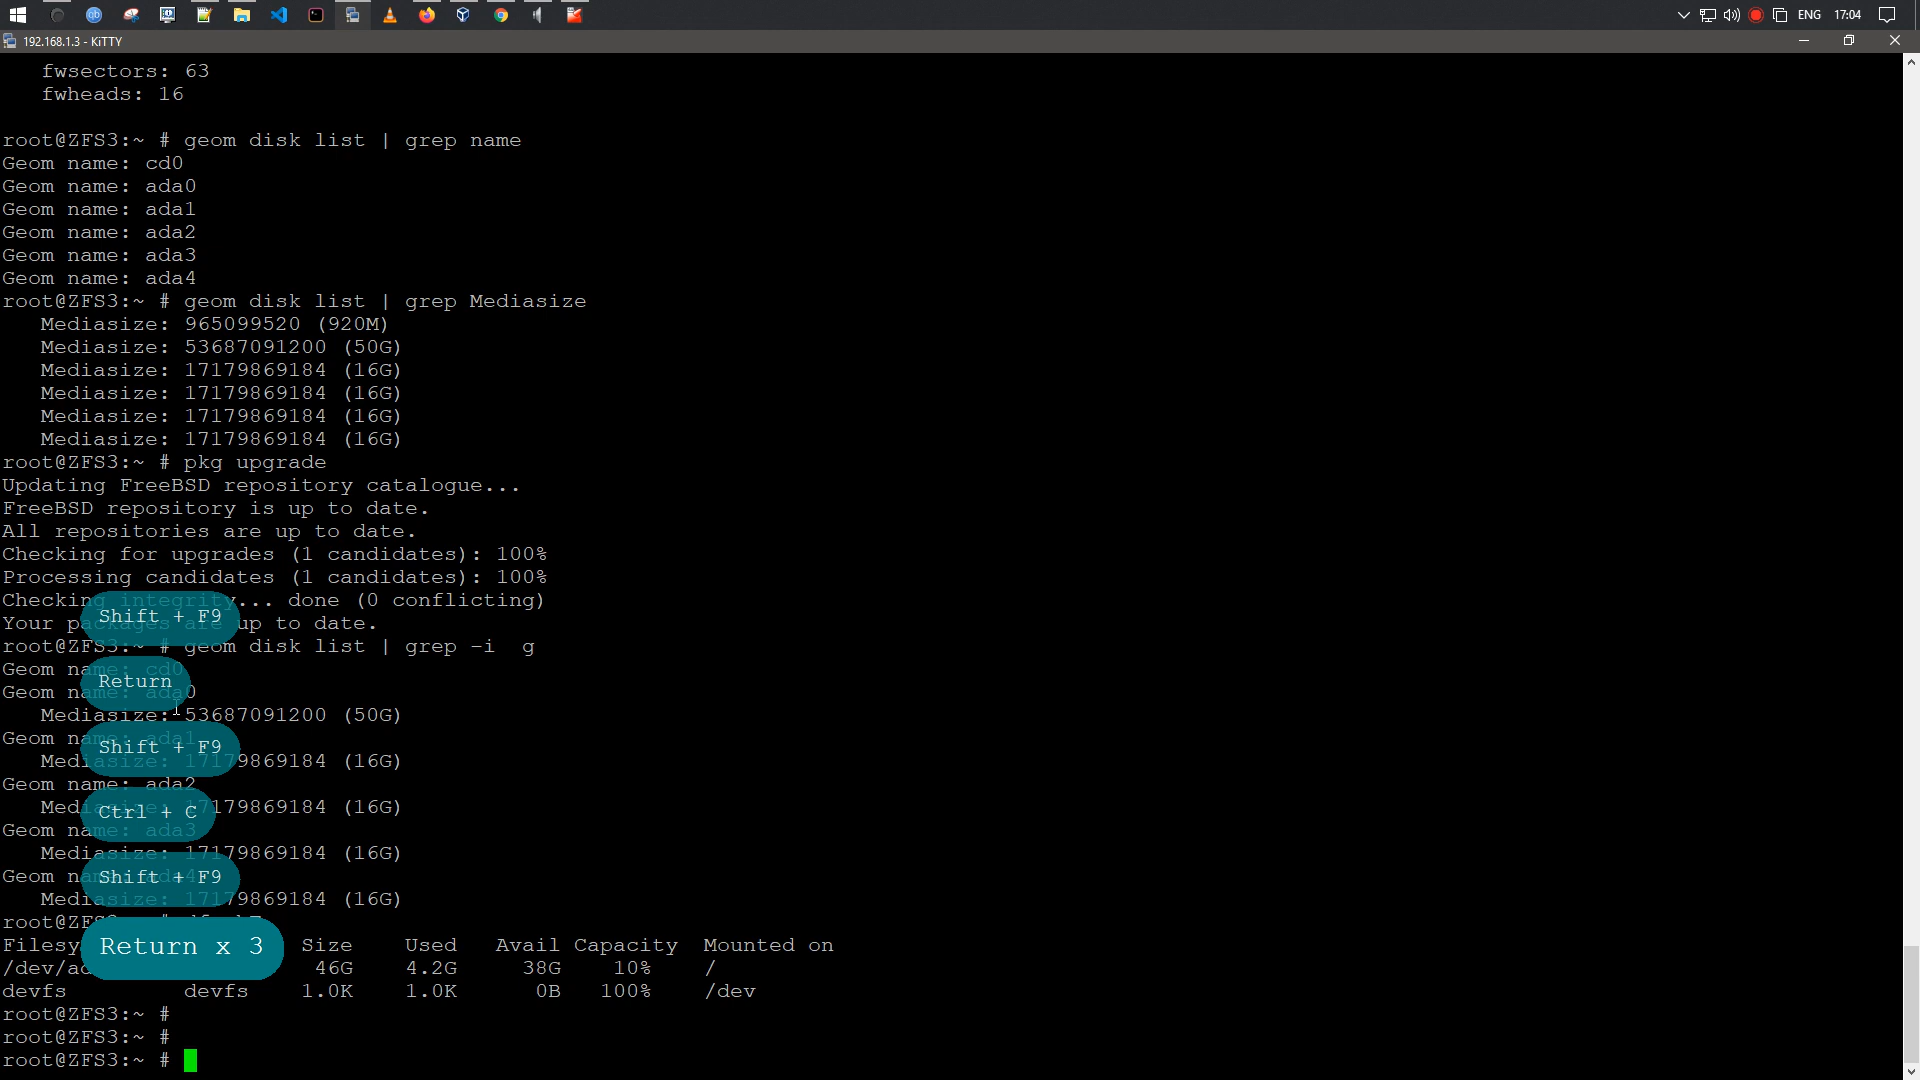 ENG 17:04
192.168.1.3 - KiTTY
fwsectors: 63
fwheads: 16
root@ZFS3:~ # geom disk list | grep name
Geom name: cd0
Geom name: ada0
Geom name: ada1
Geom name: ada2
Geom name: ada3
Geom name: ada4
root@ZFS3:~ # geom disk list | grep Mediasize
Mediasize: 965099520 (920M)
Mediasize: 53687091200 (50G)
Mediasize: 17179869184 (16G)
Mediasize: 17179869184 (16G)
Mediasize: 17179869184 (16G)
Mediasize: 17179869184 (16G)
root@ZFS3:~ # pkg upgrade
Updating FreeBSD repository catalogue...
FreeBSD repository is up to date.
All repositories are up to date.
Checking for upgrades (1 candidates): 100%
Processing candidates (1 candidates): 100%
Checking integrity... done (0 conflicting)
Shift + F9
Your packages are up to date.
root@ZFS3:~ # geom disk list | grep -i  g
Geom name: cd0
Return
Geom name: ada0
Mediasize: 53687091200 (50G)
Geom name: ada1
Shift + F9
Mediasize: 17179869184 (16G)
Geom name: ada2
Mediasize: 17179869184 (16G)
Ctrl + C
Geom name: ada3
Mediasize: 17179869184 (16G)
Geom name: ada4
Shift + F9
Mediasize: 17179869184 (16G)
root@ZFS3:~ #
Size Used Avail Capacity Mounted on
Return x 3
46G 4.2G 38G 10% /
devfs devfs 1.0K 1.0K 0B 100% /dev
root@ZFS3:~ #
root@ZFS3:~ #
root@ZFS3:~ #